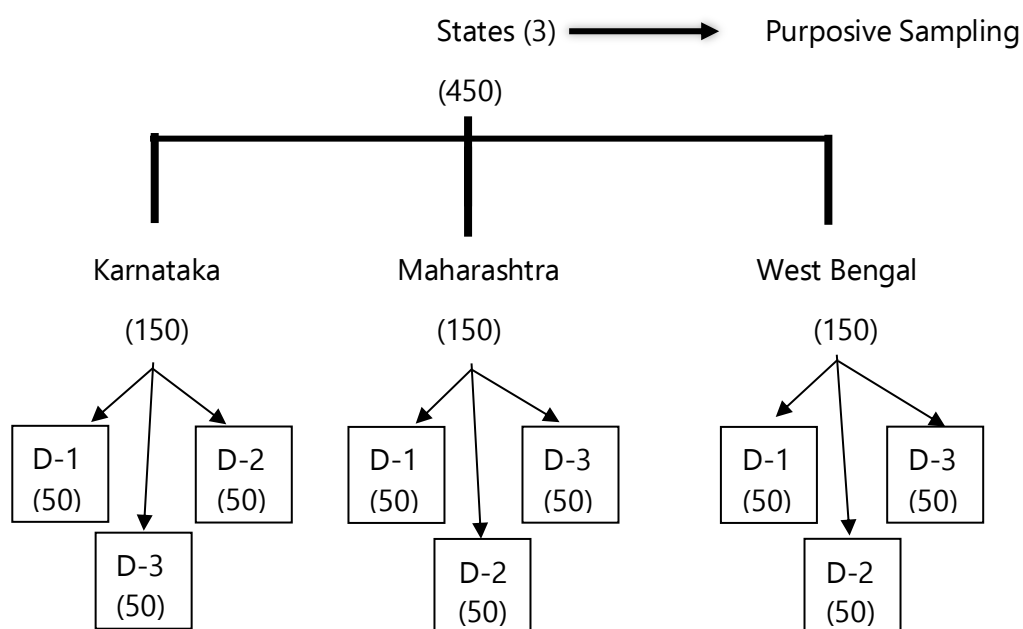 States (3) Purposive Sampling
(450)
Karnataka Maharashtra West Bengal
(150) (150) (150)
D-1 D-2 D-1 D-3 D-1 D-3
(50) (50) (50) (50) (50) (50)
D-3 D-2 D-2
(50) (50) (50)